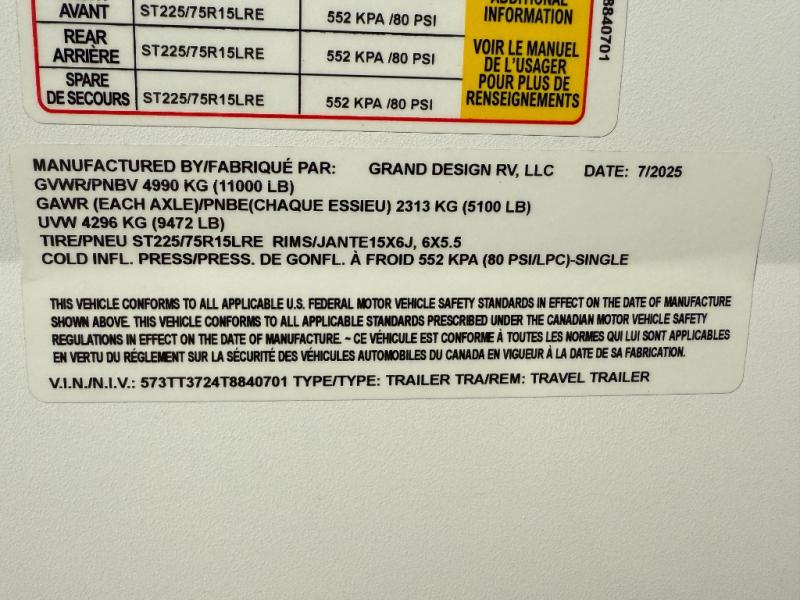 AVANT ST225/75R15LRE 552 KPA /80 PSI
ADDITIONAL
INFORMATION
REAR
ARRIÈRE ST225/75R15LRE 552 KPA /80 PSI
SPARE
DE SECOURS ST225/75R15LRE 552 KPA /80 PSI
VOIR LE MANUEL
DE L'USAGER
POUR PLUS DE
RENSEIGNEMENTS
8840701
MANUFACTURED BY/FABRIQUÉ PAR: GRAND DESIGN RV, LLC DATE: 7/2025
GVWR/PNBV 4990 KG (11000 LB)
GAWR (EACH AXLE)/PNBE(CHAQUE ESSIEU) 2313 KG (5100 LB)
UVW 4296 KG (9472 LB)
TIRE/PNEU ST225/75R15LRE RIMS/JANTE15X6J, 6X5.5
COLD INFL. PRESS/PRESS. DE GONFL. À FROID 552 KPA (80 PSI/LPC)-SINGLE
THIS VEHICLE CONFORMS TO ALL APPLICABLE U.S. FEDERAL MOTOR VEHICLE SAFETY STANDARDS IN EFFECT ON THE DATE OF MANUFACTURE
SHOWN ABOVE. THIS VEHICLE CONFORMS TO ALL APPLICABLE STANDARDS PRESCRIBED UNDER THE CANADIAN MOTOR VEHICLE SAFETY
REGULATIONS IN EFFECT ON THE DATE OF MANUFACTURE. ~ CE VÉHICULE EST CONFORME À TOUTES LES NORMES QUI LUI SONT APPLICABLES
EN VERTU DU RÉGLEMENT SUR LA SÉCURITÉ DES VÉHICULES AUTOMOBILES DU CANADA EN VIGUEUR À LA DATE DE SA FABRICATION.
V.I.N./N.I.V.: 573TT3724T8840701 TYPE/TYPE: TRAILER TRA/REM: TRAVEL TRAILER